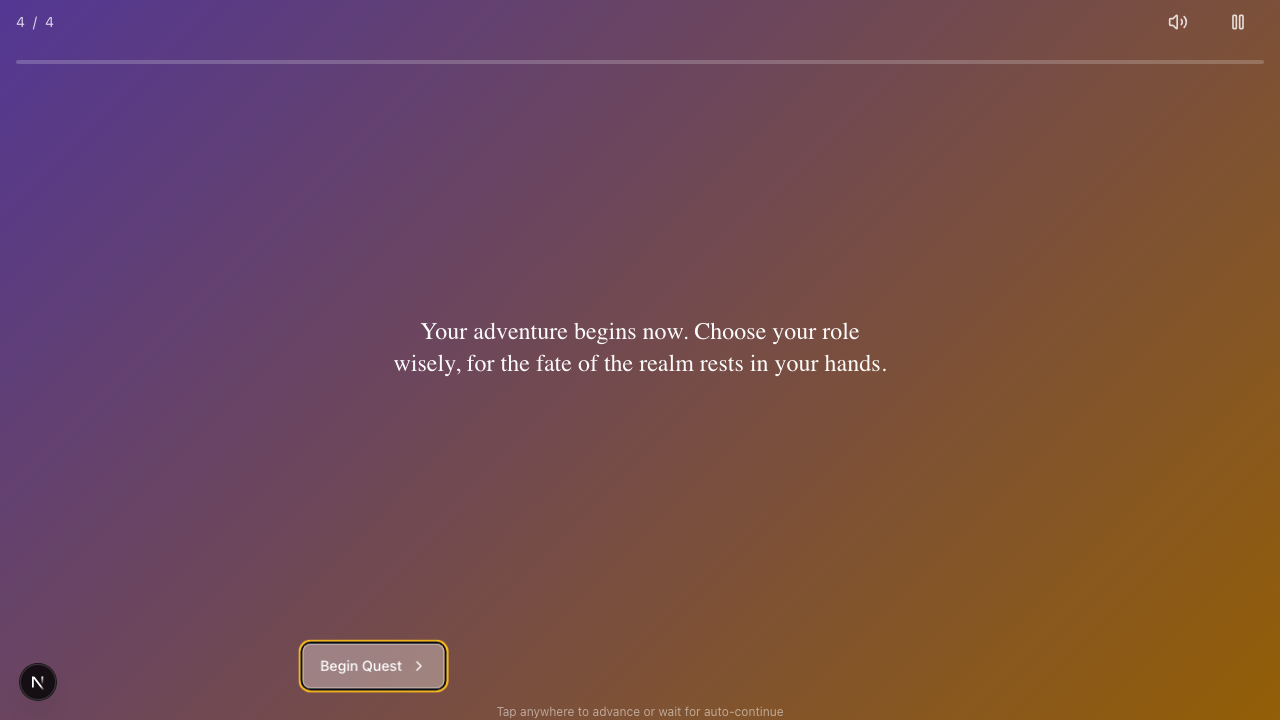 4 / 4
Your adventure begins now. Choose your role
wisely, for the fate of the realm rests in your hands.
Begin Quest
N
Tap anywhere to advance or wait for auto-continue